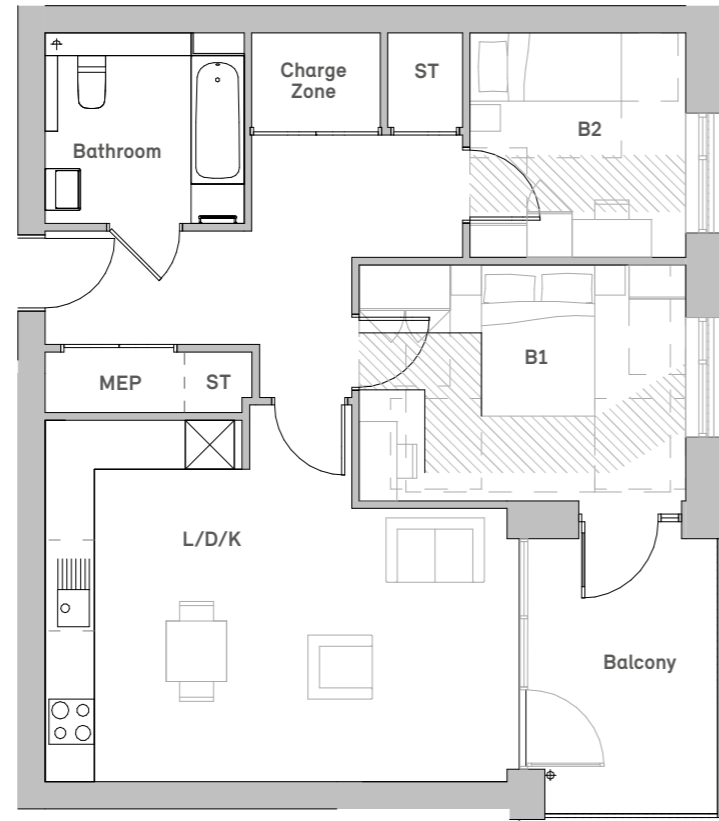 Charge
Zone
ST
B2
Bathroom
B1
MEP
ST
L/D/K
Balcony